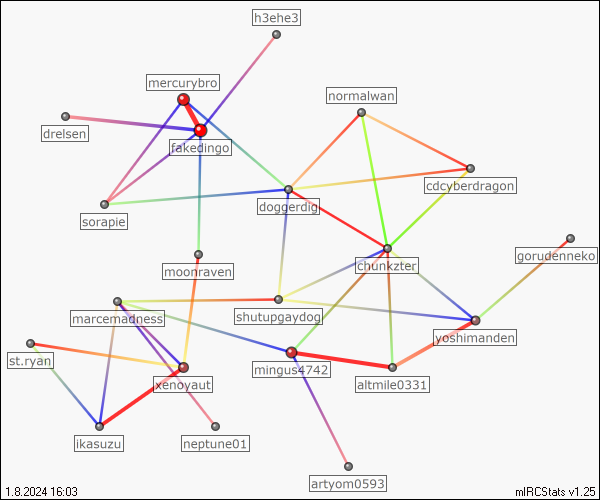 h3ehe3
mercurybro
normalwan
drelsen
fakedingo
cdcyberdragon
sorapie
doggerdig
gorudenneko
moonraven
chunkzter
marcemadness
shutupgaydog
yoshimanden
st.ryan
xenoyaut
mingus4742
altmile0331
ikasuzu
neptune01
artyom0593
1.8.2024 16:03
mIRCStats v1.25